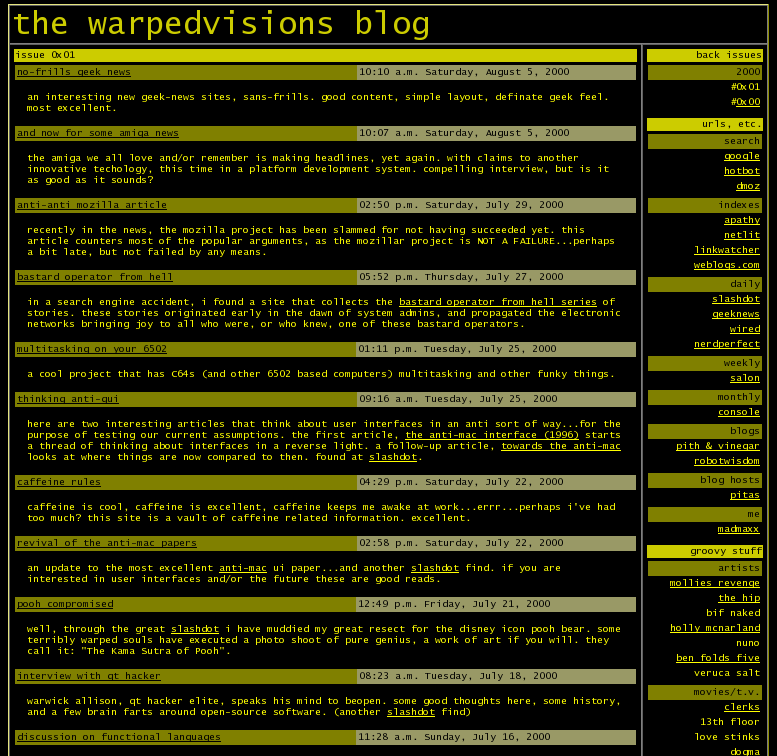 the warpedvisions blog
issue 0x01
no-frills geek news 10:10 a.m. Saturday, August 5, 2000
an interesting new geek-news sites, sans-frills. good content, simple layout, definate geek feel.
most excellent.
and now for some amiga news 10:07 a.m. Saturday, August 5, 2000
the amiga we all love and/or remember is making headlines, yet again. with claims to another
innovative techology, this time in a platform development system. compelling interview, but is it
as good as it sounds?
anti-anti mozilla article 02:50 p.m. Saturday, July 29, 2000
recently in the news, the mozilla project has been slammed for not having succeeded yet. this
article counters most of the popular arguments, as the mozillar project is NOT A FAILURE...perhaps
a bit late, but not failed by any means.
bastard operator from hell 05:52 p.m. Thursday, July 27, 2000
in a search engine accident, i found a site that collects the bastard operator from hell series of
stories. these stories originated early in the dawn of system admins, and propagated the electronic
networks bringing joy to all who were, or who knew, one of these bastard operators.
multitasking on your 6502 01:11 p.m. Tuesday, July 25, 2000
a cool project that has C64s (and other 6502 based computers) multitasking and other funky things.
thinking anti-gui 09:16 a.m. Tuesday, July 25, 2000
here are two interesting articles that think about user interfaces in an anti sort of way...for the
purpose of testing our current assumptions. the first article, the anti-mac interface (1996) starts
a thread of thinking about interfaces in a reverse light. a follow-up article, towards the anti-mac
looks at where things are now compared to then. found at slashdot.
caffeine rules 04:29 p.m. Saturday, July 22, 2000
caffeine is cool, caffeine is excellent, caffeine keeps me awake at work...errr...perhaps i've had
too much? this site is a vault of caffeine related information. excellent.
revival of the anti-mac papers 02:58 p.m. Saturday, July 22, 2000
an update to the most excellent anti-mac ui paper...and another slashdot find. if you are
interested in user interfaces and/or the future these are good reads.
pooh compromised 12:49 p.m. Friday, July 21, 2000
well, through the great slashdot i have muddied my great resect for the disney icon pooh bear. some
terribly warped souls have executed a photo shoot of pure genius, a work of art if you will. they
call it: "The Kama Sutra of Pooh".
interview with qt hacker 08:23 a.m. Tuesday, July 18, 2000
warwick allison, qt hacker elite, speaks his mind to beopen. some good thoughts here, some history,
and a few brain farts around open-source software. (another slashdot find)
discussion on functional languages 11:28 a.m. Sunday, July 16, 2000
back issues
2000
#0x01
#0x00
urls, etc.
search
google
hotbot
dmoz
indexes
apathy
netlit
linkwatcher
weblogs.com
daily
slashdot
geeknews
wired
nerdperfect
weekly
salon
monthly
console
blogs
pith & vinegar
robotwisdom
blog hosts
pitas
me
madmaxx
groovy stuff
artists
mollies revenge
the hip
bif naked
holly mcnarland
nuno
ben folds five
veruca salt
movies/t.v.
clerks
13th floor
love stinks
dogma